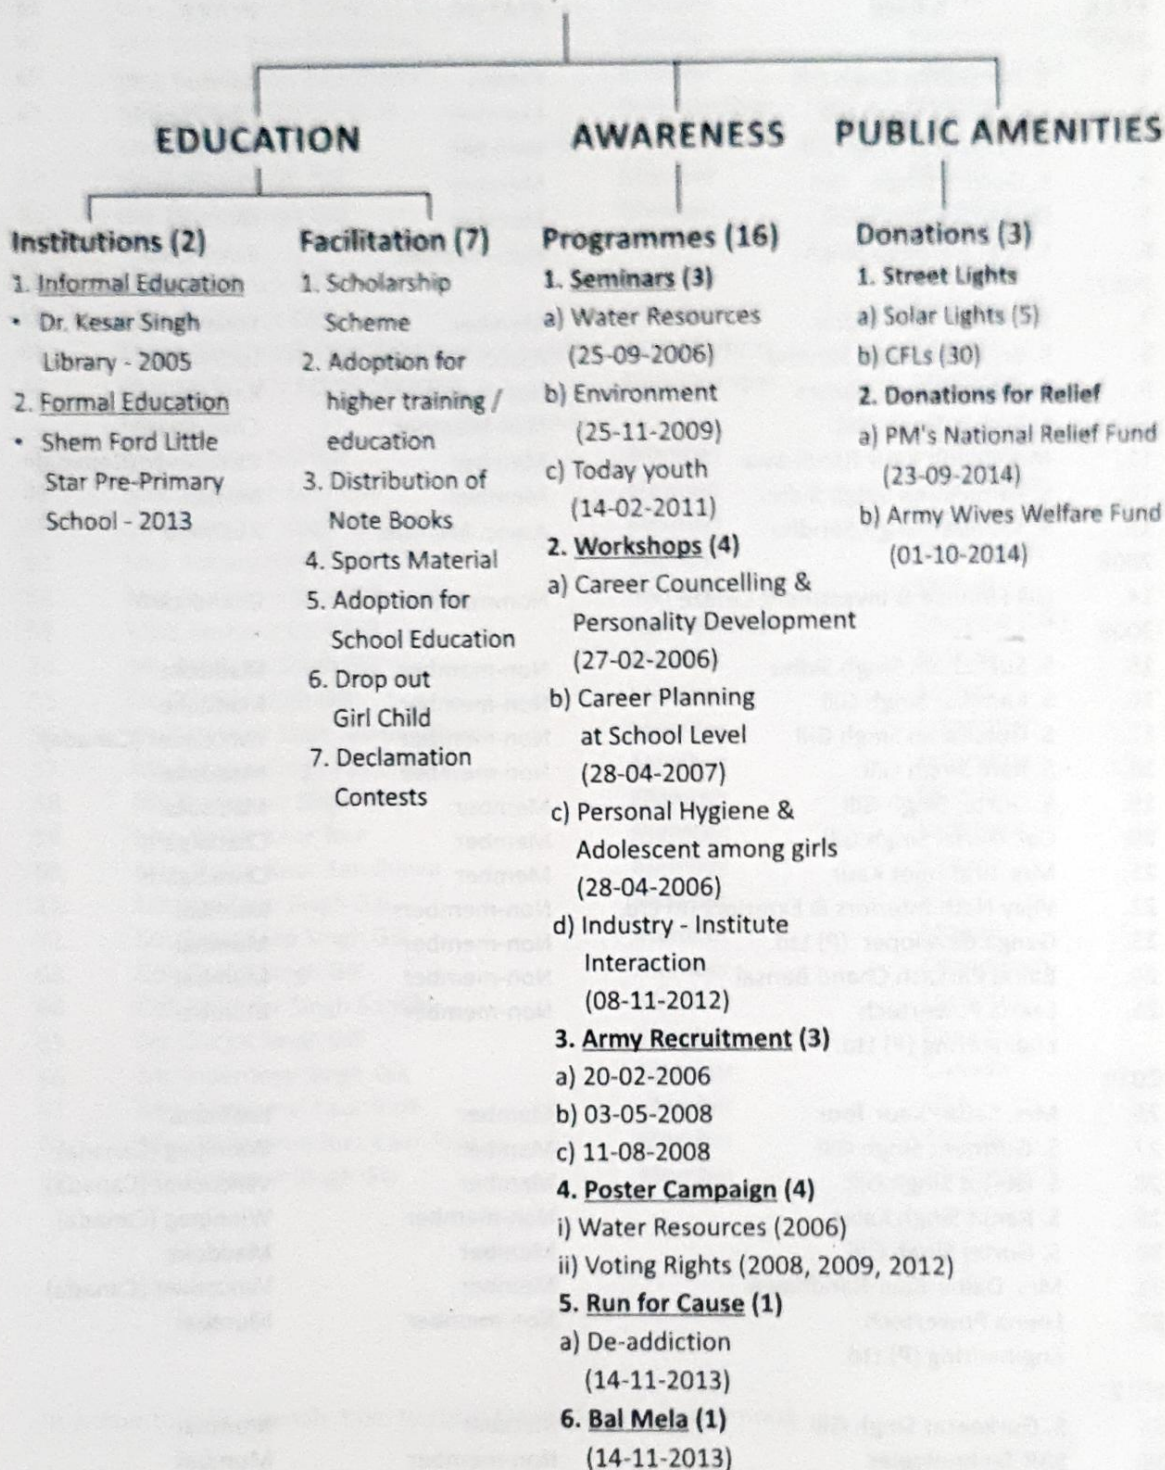 EDUCATION
Institutions (2)
1. Informal Education
• Dr. Kesar Singh
Library - 2005
2. Formal Education
• Shem Ford Little
Star Pre-Primary
School - 2013
Facilitation (7)
1. Scholarship
Scheme
2. Adoption for
higher training /
education
3. Distribution of
Note Books
4. Sports Material
5. Adoption for
School Education
6. Drop out
Girl Child
7. Declamation
Contests
AWARENESS
Programmes (16)
1. Seminars (3)
a) Water Resources
(25-09-2006)
b) Environment
(25-11-2009)
c) Today youth
(14-02-2011)
2. Workshops (4)
a) Career Councelling &
Personality Development
(27-02-2006)
b) Career Planning
at School Level
(28-04-2007)
c) Personal Hygiene &
Adolescent among girls
(28-04-2006)
d) Industry - Institute
Interaction
(08-11-2012)
3. Army Recruitment (3)
a) 20-02-2006
b) 03-05-2008
c) 11-08-2008
4. Poster Campaign (4)
i) Water Resources (2006)
ii) Voting Rights (2008, 2009, 2012)
5. Run for Cause (1)
a) De-addiction
(14-11-2013)
6. Bal Mela (1)
(14-11-2013)
PUBLIC AMENITIES
Donations (3)
1. Street Lights
a) Solar Lights (5)
b) CFLs (30)
2. Donations for Relief
a) PM's National Relief Fund
(23-09-2014)
b) Army Wives Welfare Fund
(01-10-2014)